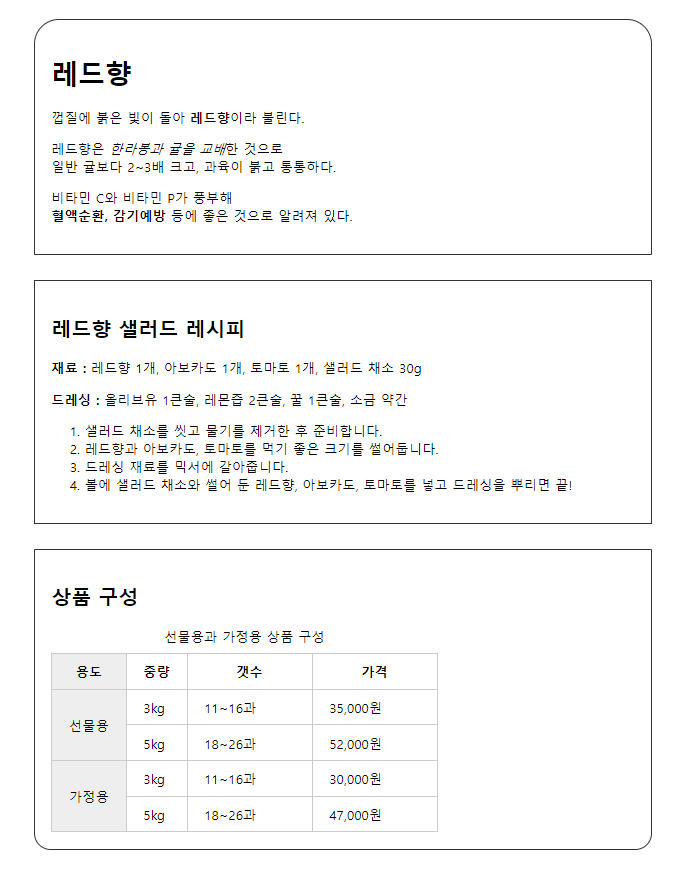 레드향
껍질에 붉은 빛이 돌아 레드향이라 불린다.
레드향은 한라봉과 귤을 교배한 것으로
일반 귤보다 2~3배 크고, 과육이 붉고 통통하다.
비타민 C와 비타민 P가 풍부해
혈액순환, 감기예방 등에 좋은 것으로 알려져 있다.
레드향 샐러드 레시피
재료 : 레드향 1개, 아보카도 1개, 토마토 1개, 샐러드 채소 30g
드레싱 : 올리브유 1큰술, 레몬즙 2큰술, 꿀 1큰술, 소금 약간
1. 샐러드 채소를 씻고 물기를 제거한 후 준비합니다.
2. 레드향과 아보카도, 토마토를 먹기 좋은 크기를 썰어둡니다.
3. 드레싱 재료를 믹서에 갈아줍니다.
4. 볼에 샐러드 채소와 썰어 둔 레드향, 아보카도, 토마토를 넣고 드레싱을 뿌리면 끝!
상품 구성
선물용과 가정용 상품 구성
용도 중량 갯수 가격
선물용 3kg 11~16과 35,000원
5kg 18~26과 52,000원
가정용 3kg 11~16과 30,000원
5kg 18~26과 47,000원